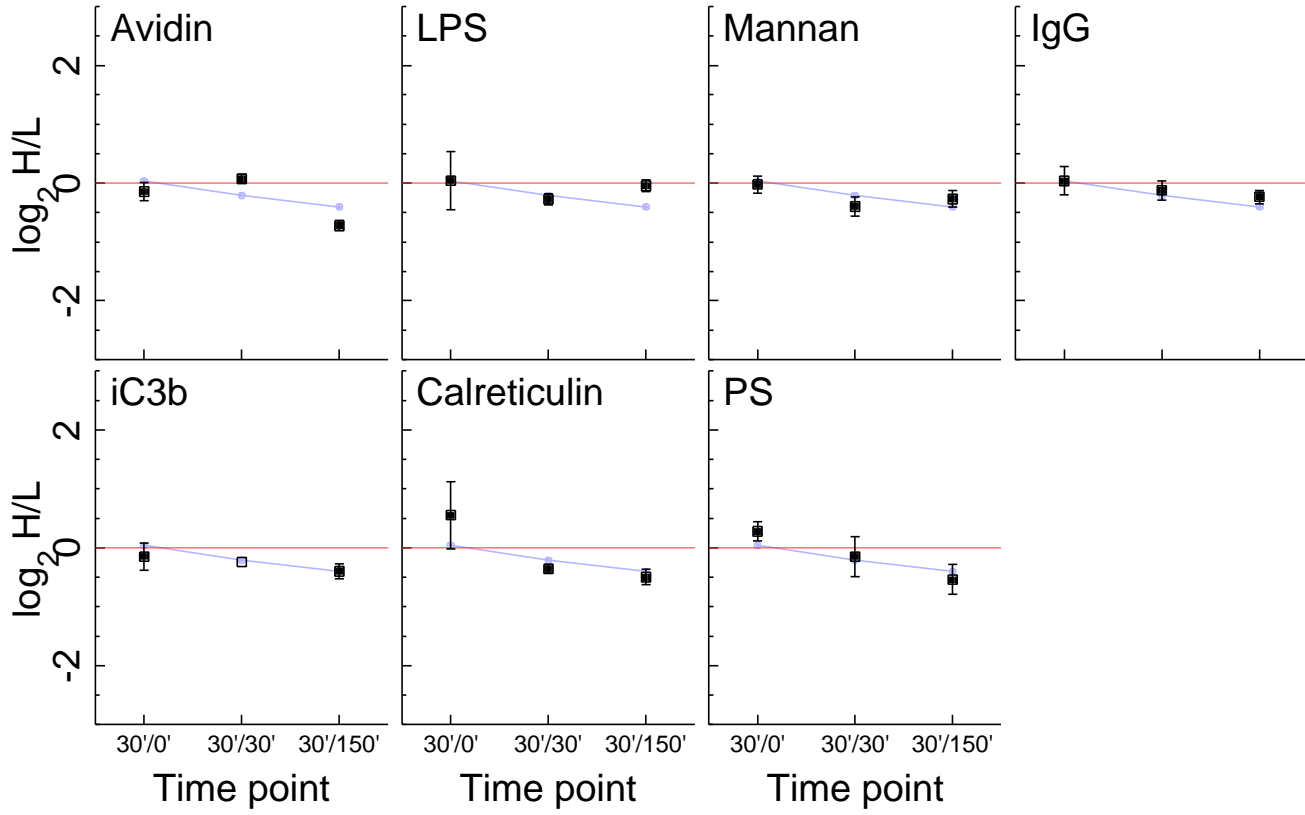 Avidin LPS Mannan IgG
2
0
-2
log₂ H/L
iC3b Calreticulin PS
2
0
-2
log₂ H/L
30'/0' 30'/30' 30'/150' 30'/0' 30'/30' 30'/150' 30'/0' 30'/30' 30'/150'
Time point Time point Time point